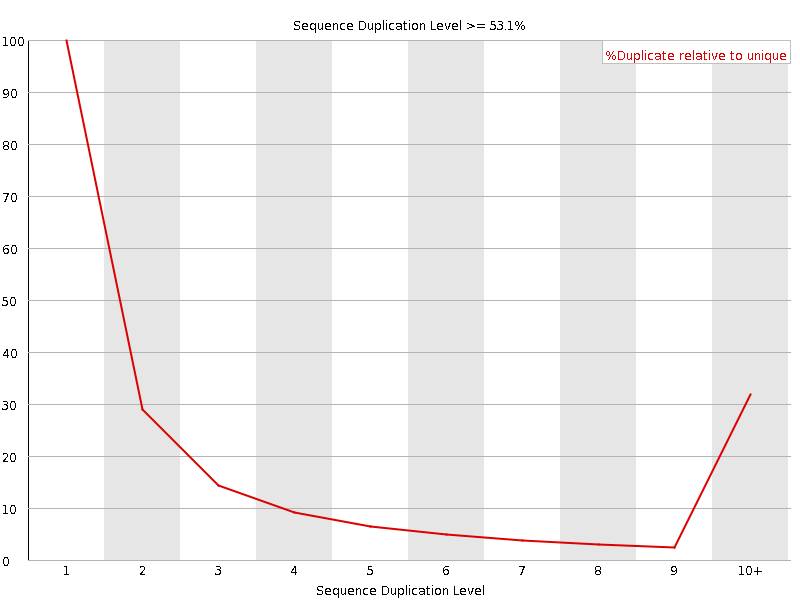 Sequence Duplication Level >= 53.1%
%Duplicate relative to unique
100
90
80
70
60
50
40
30
20
10
0
1 2 3 4 5 6 7 8 9 10+
Sequence Duplication Level